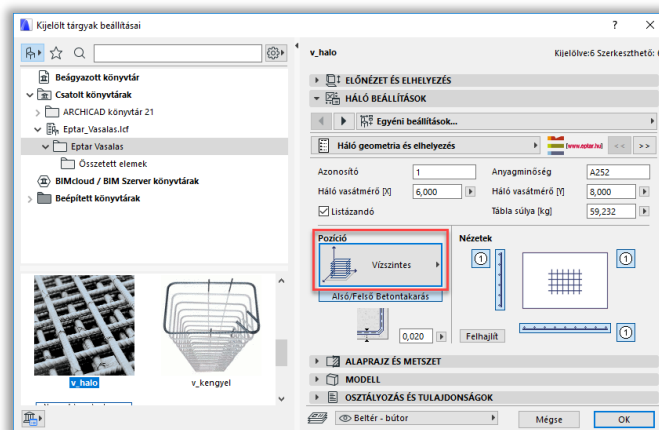 Kijelölt tárgyak beállításai
? X
v_halo
Kijelölve:6 Szerkeszthető: 6
Beágyazott könyvtár
Csatolt könyvtárak
ARCHICAD könyvtár 21
Eptar_Vasalas.lcf
Eptar Vasalas
Összetett elemek
BIMcloud / BIM Szerver könyvtárak
Beépített könyvtárak
v_halo
v_kengyel
ELŐNÉZET ÉS ELHELYEZÉS
HÁLÓ BEÁLLÍTÁSOK
Egyéni beállítások...
Háló geometria és elhelyezés
[www.eptar.hu]
<< >>
Azonosító 1 Anyagminőség A252
Háló vasátmérő [X] 6,000 Háló vasátmérő [Y] 8,000
Listázandó Tábla súlya [kg] 59,232
Pozíció Nézetek
Vízszintes
1 1
Alsó/Felső Betontakarás
0,020 Felhajlít 1
ALAPRAJZ ÉS METSZET
MODELL
OSZTÁLYOZÁS ÉS TULAJDONSÁGOK
Beltér - bútor Mégse OK